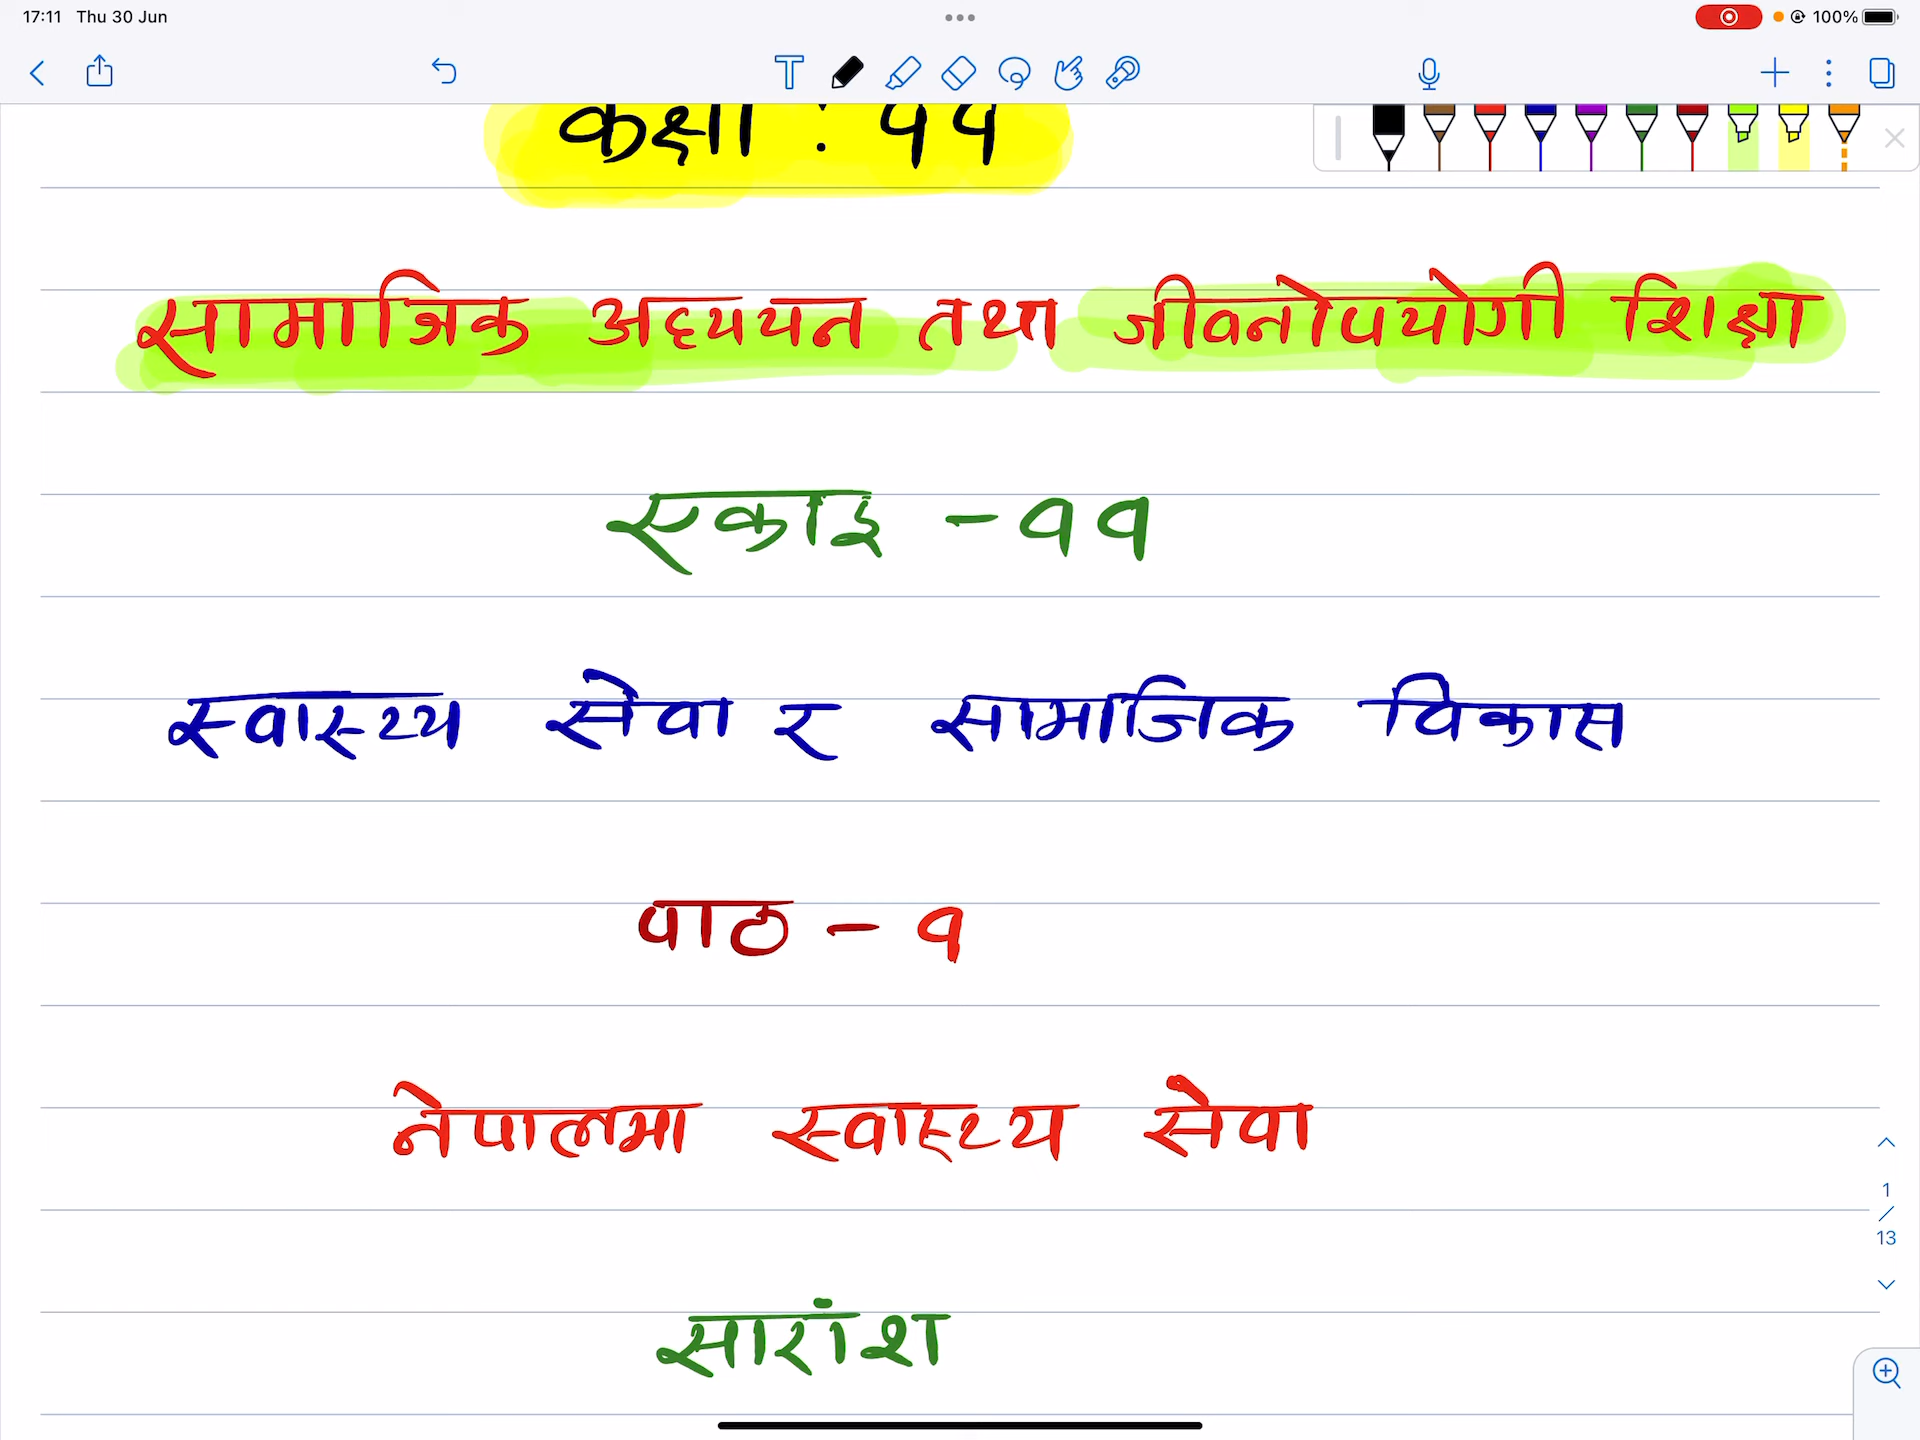 17:11 Thu 30 Jun
100%
कक्षा : ११
सामाजिक अध्ययन तथा जीवनोपयोगी शिक्षा
एकाइ - ११
स्वास्थ्य सेवा र सामाजिक विकास
पाठ - १
नेपालमा स्वास्थ्य सेवा
1
/
13
सारांश